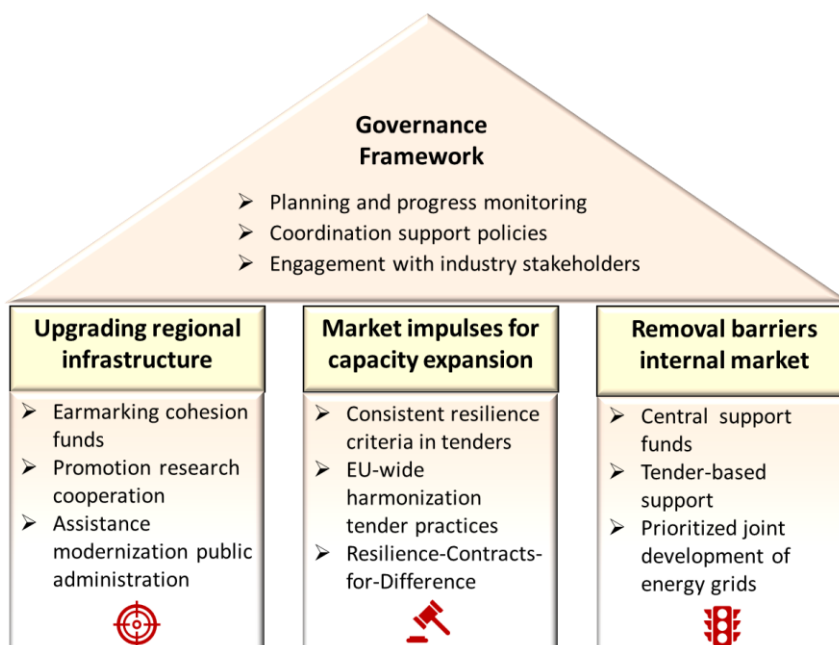 Governance
Framework
➢ Planning and progress monitoring
➢ Coordination support policies
➢ Engagement with industry stakeholders
Upgrading regional
infrastructure
➢ Earmarking cohesion
funds
➢ Promotion research
cooperation
➢ Assistance
modernization public
administration
Market impulses for
capacity expansion
➢ Consistent resilience
criteria in tenders
➢ EU-wide
harmonization
tender practices
➢ Resilience-Contracts-
for-Difference
Removal barriers
internal market
➢ Central support
funds
➢ Tender-based
support
➢ Prioritized joint
development of
energy grids